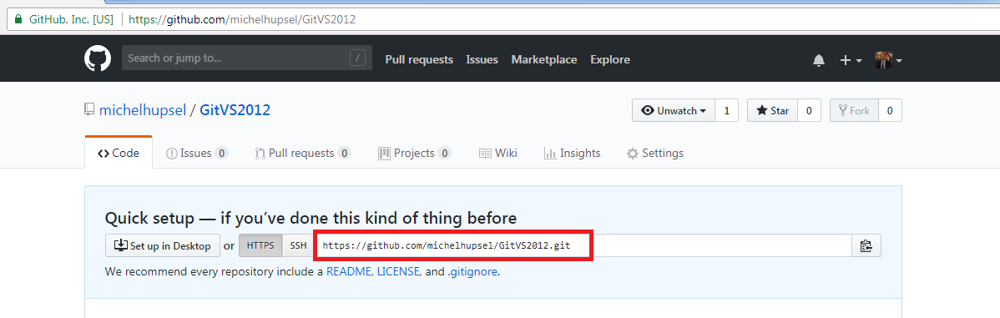 GitHub, Inc. [US] https://github.com/michelhupsel/GitVS2012
Search or jump to... / Pull requests Issues Marketplace Explore
michelhupsel / GitVS2012 Unwatch 1 Star 0 Fork 0
Code Issues 0 Pull requests 0 Projects 0 Wiki Insights Settings
Quick setup — if you’ve done this kind of thing before
Set up in Desktop or HTTPS SSH https://github.com/michelhupsel/GitVS2012.git
We recommend every repository include a README, LICENSE, and .gitignore.